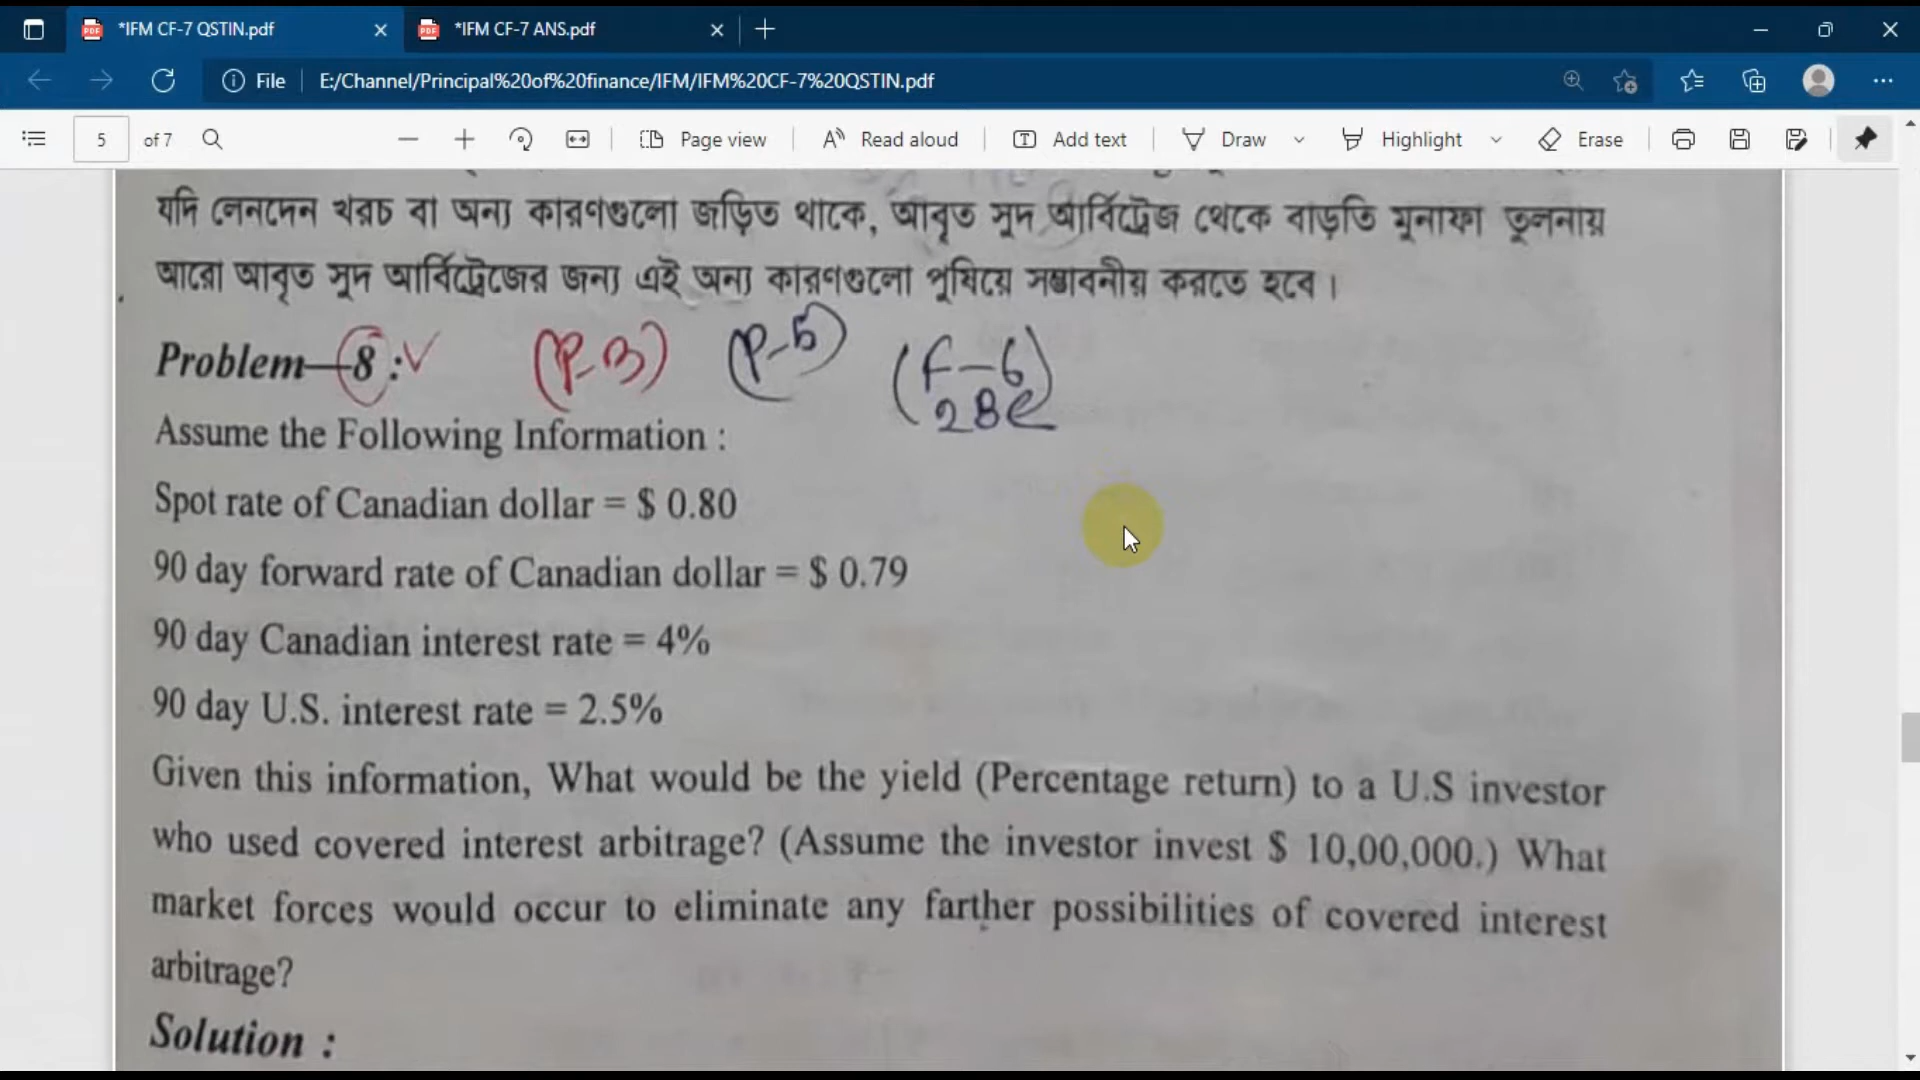 *IFM CF-7 QSTIN.pdf
*IFM CF-7 ANS.pdf
File E:/Channel/Principal%20of%20finance/IFM/IFM%20CF-7%20QSTIN.pdf
5 of 7 Page view Read aloud Add text Draw Highlight Erase
যদি লেনদেন খরচ বা অন্য কারণগুলো জড়িত থাকে, আবৃত সুদ আর্বিট্রেজ থেকে বাড়তি মুনাফা তুলনায়
আরো আবৃত সুদ আর্বিট্রেজের জন্য এই অন্য কারণগুলো পুষিয়ে সম্ভাবনীয় করতে হবে।
Problem—8 :
Assume the Following Information :
Spot rate of Canadian dollar = $ 0.80
90 day forward rate of Canadian dollar = $ 0.79
90 day Canadian interest rate = 4%
90 day U.S. interest rate = 2.5%
Given this information, What would be the yield (Percentage return) to a U.S investor
who used covered interest arbitrage? (Assume the investor invest $ 10,00,000.) What
market forces would occur to eliminate any farther possibilities of covered interest
arbitrage?
Solution :